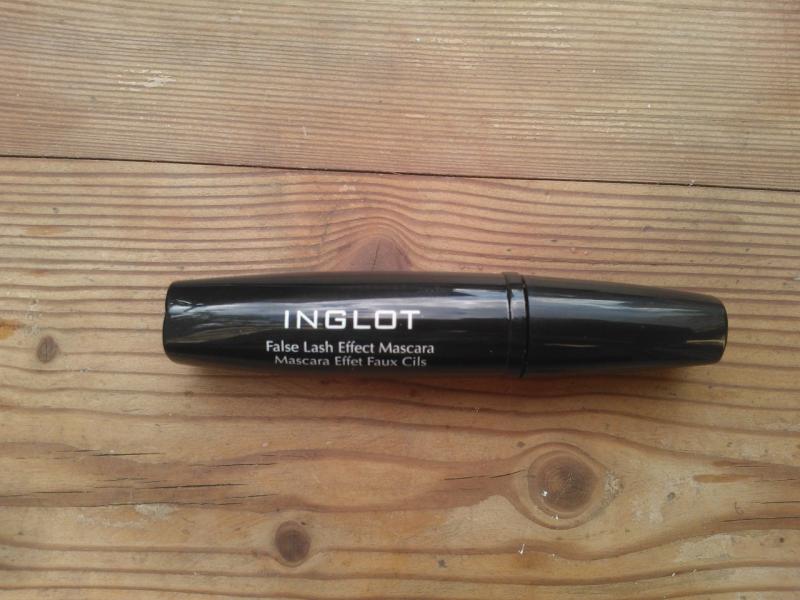 INGLOT
False Lash Effect Mascara
Mascara Effet Faux Cils